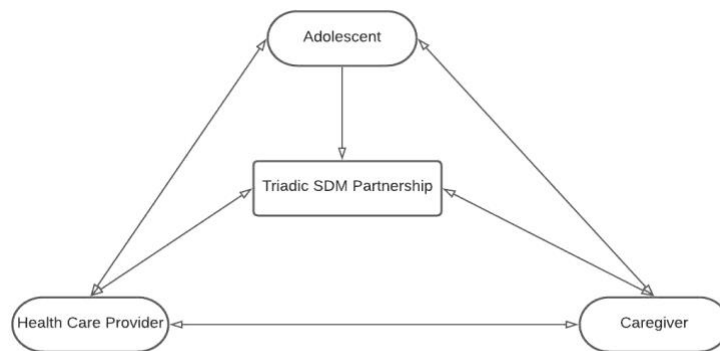 Adolescent
Triadic SDM Partnership
Health Care Provider
Caregiver